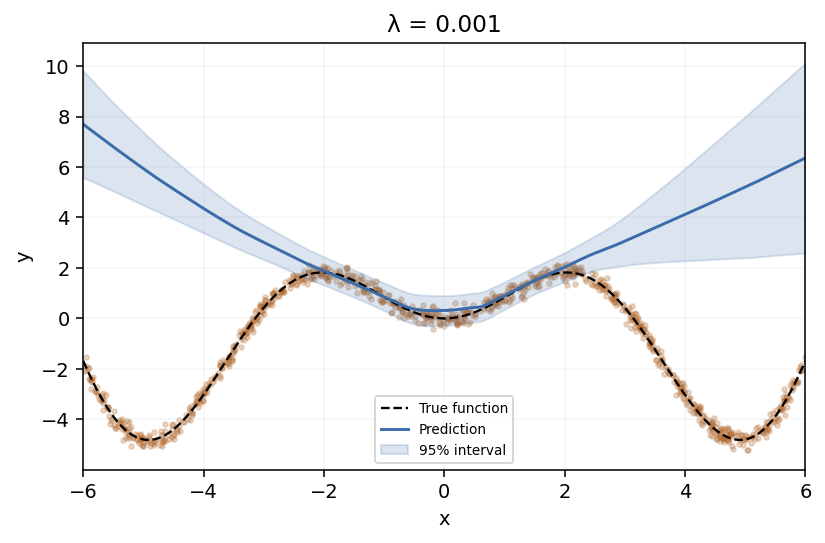 λ = 0.001
10
8
6
4
2
0
−2
−4
y
True function
Prediction
95% interval
−6 −4 −2 0 2 4 6
x